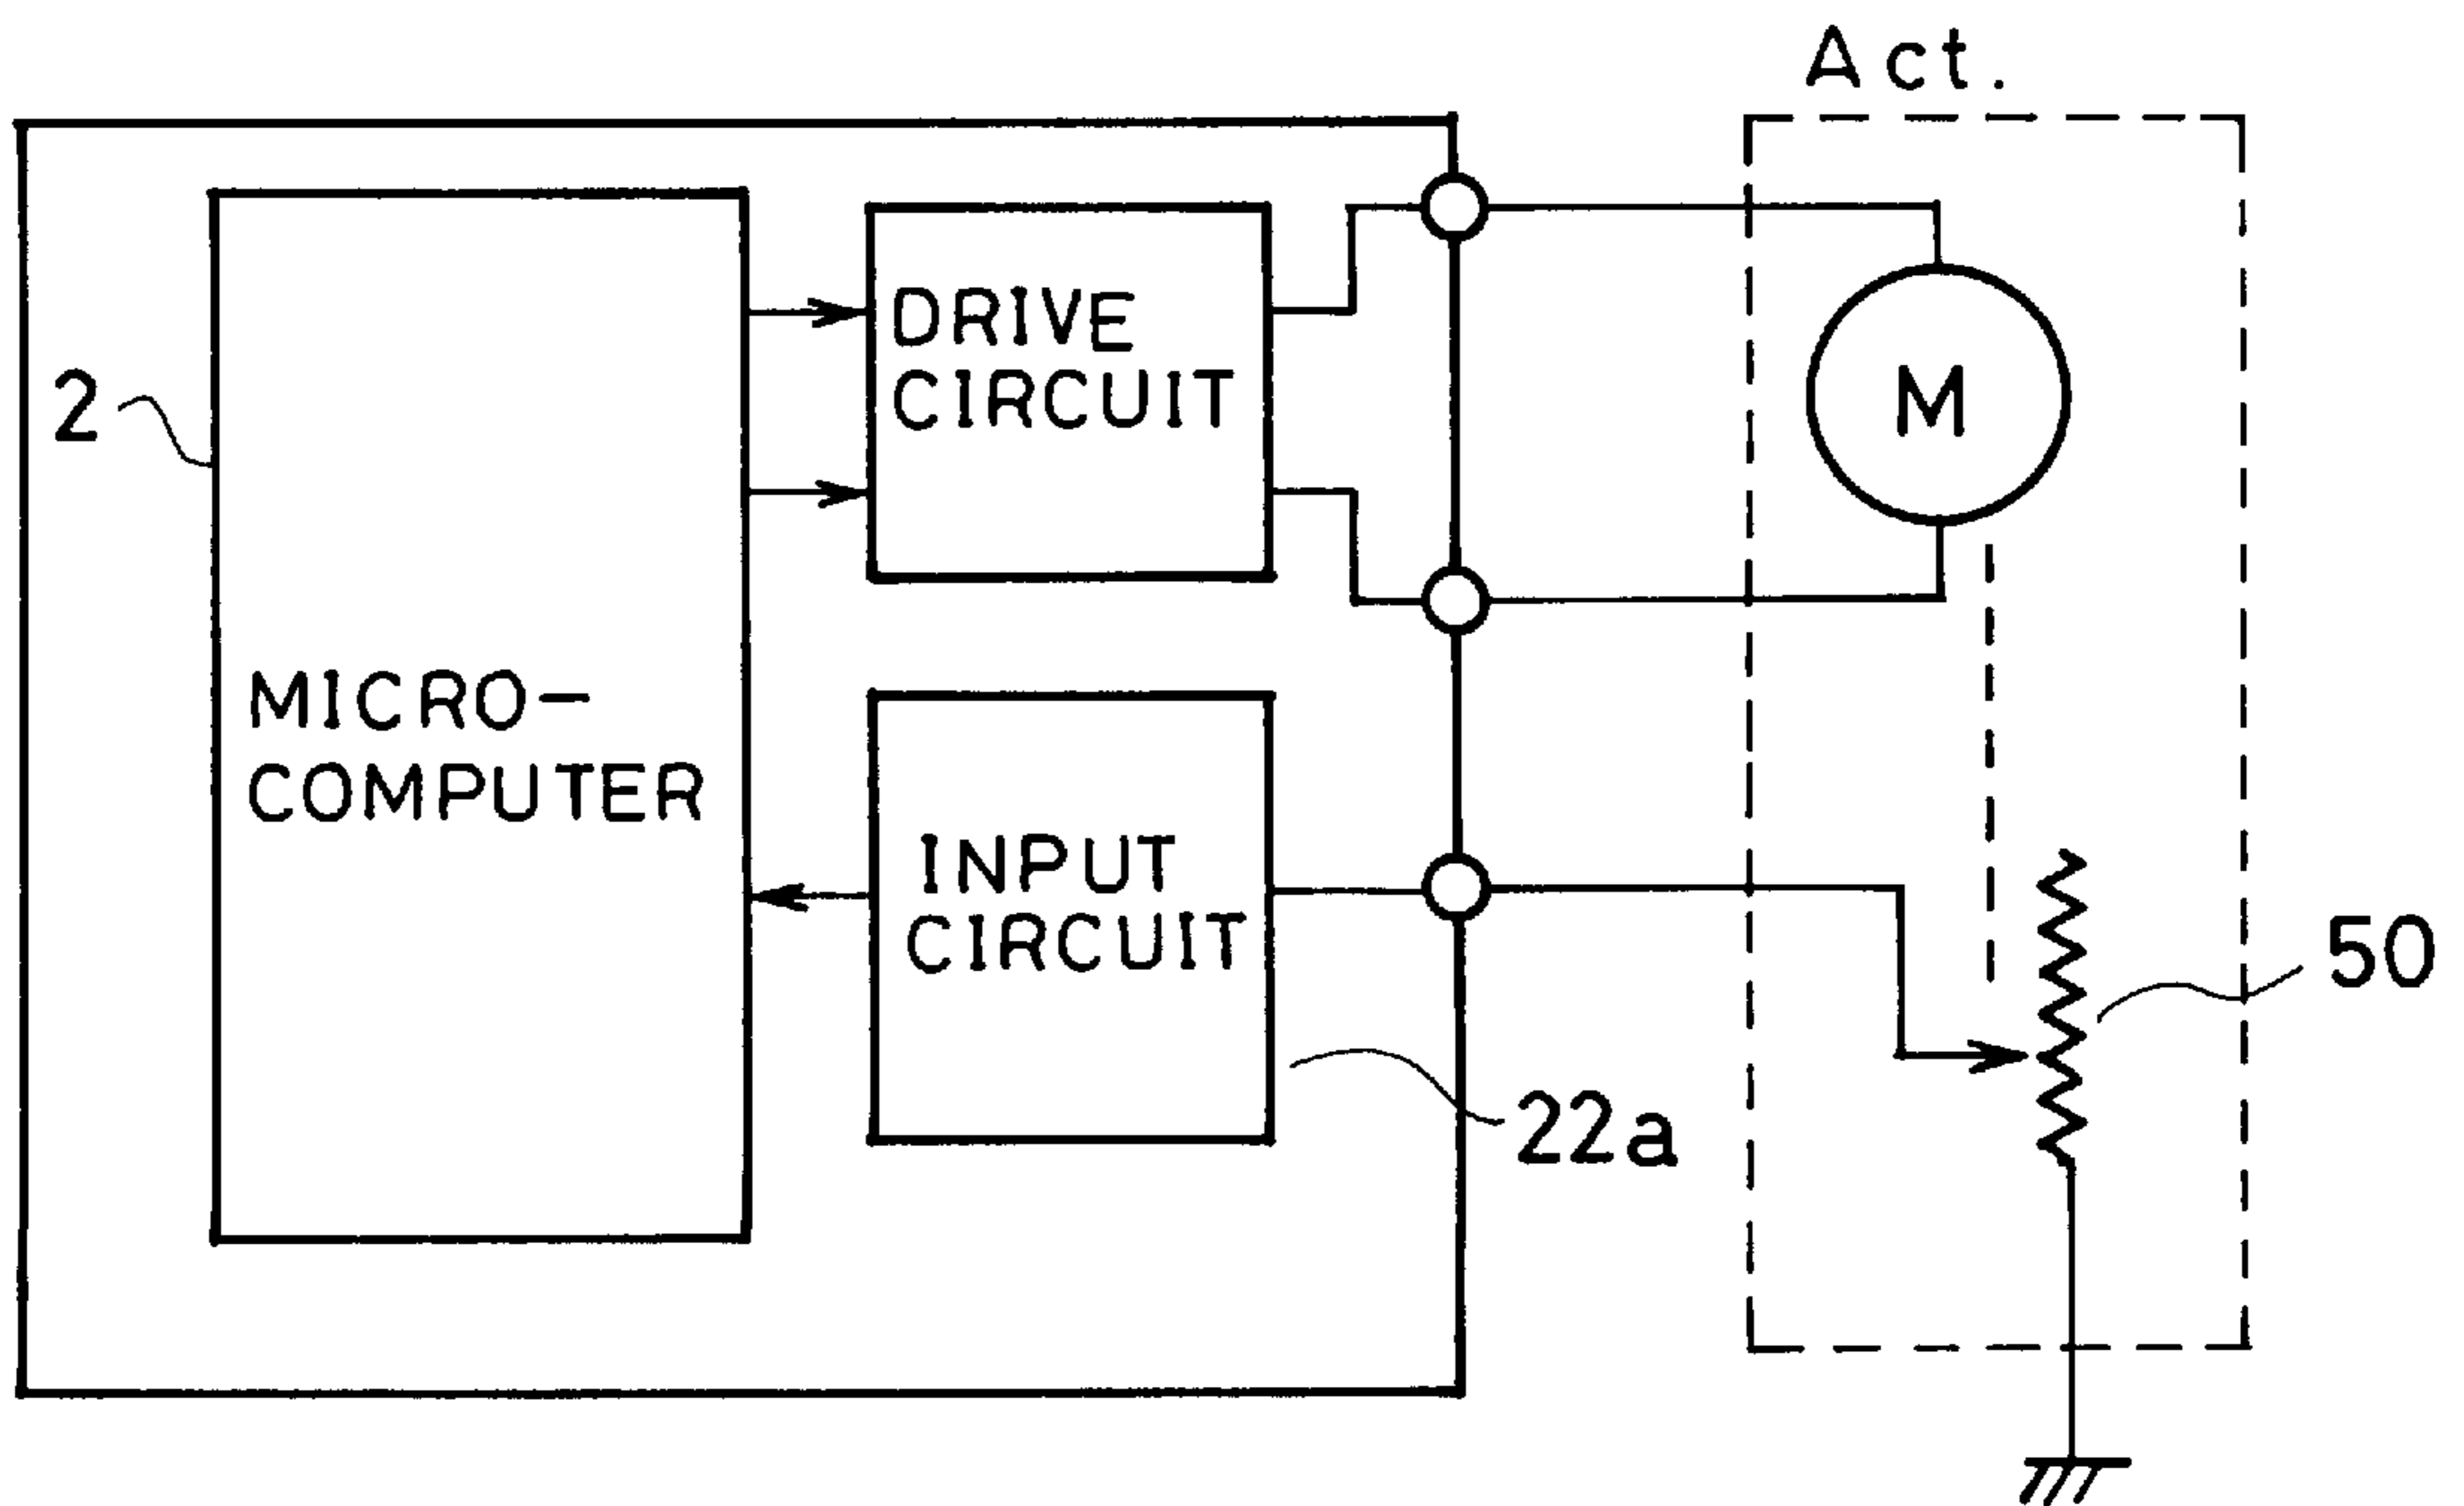 Act.
DRIVE
CIRCUIT
2
M
MICRO-
COMPUTER
INPUT
CIRCUIT
50
22a